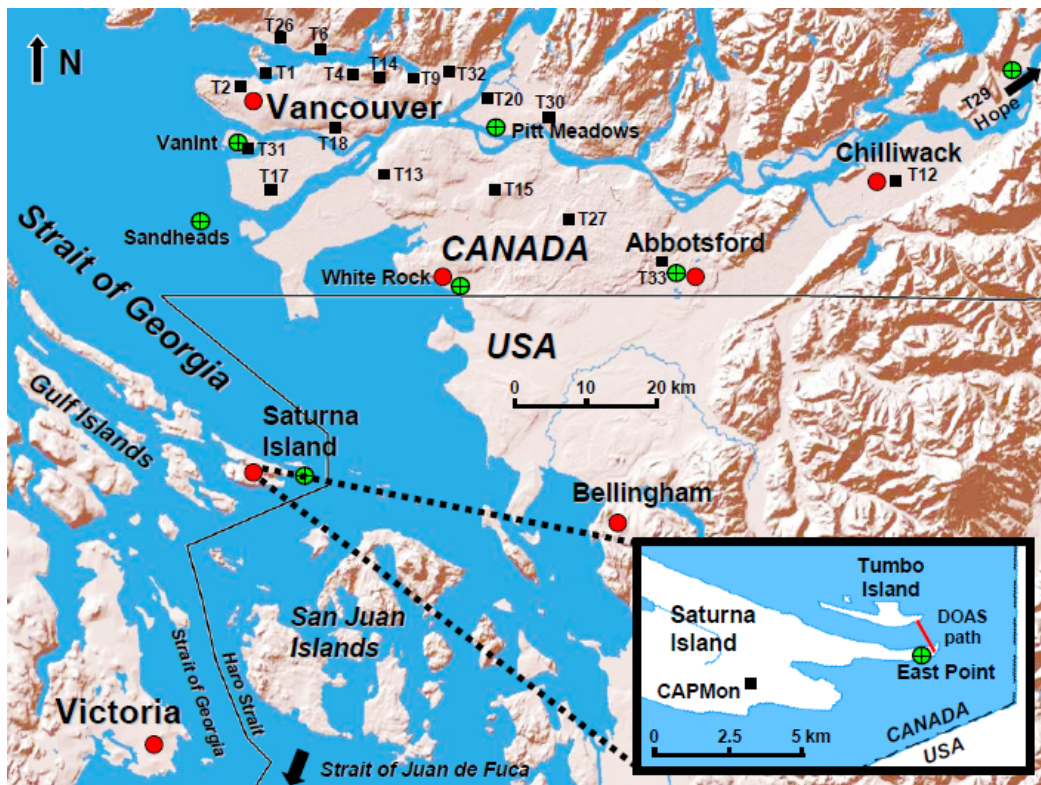 N
T26
T6
T1
T4
T14
T9
T32
T2
T20
T30
Vancouver
Pitt Meadows
T29
Hope
VanInt
T31
T18
Chilliwack
T12
T17
T13
T15
T27
Sandheads
Strait of Georgia
CANADA
Abbotsford
White Rock
T33
USA
0 10 20 km
Gulf Islands
Saturna
Island
Bellingham
San Juan
Islands
Strait of Georgia
Haro Strait
Victoria
Strait of Juan de Fuca
Tumbo
Island
Saturna
Island
DOAS
path
East Point
CAPMon
0 2.5 5 km
CANADA
USA